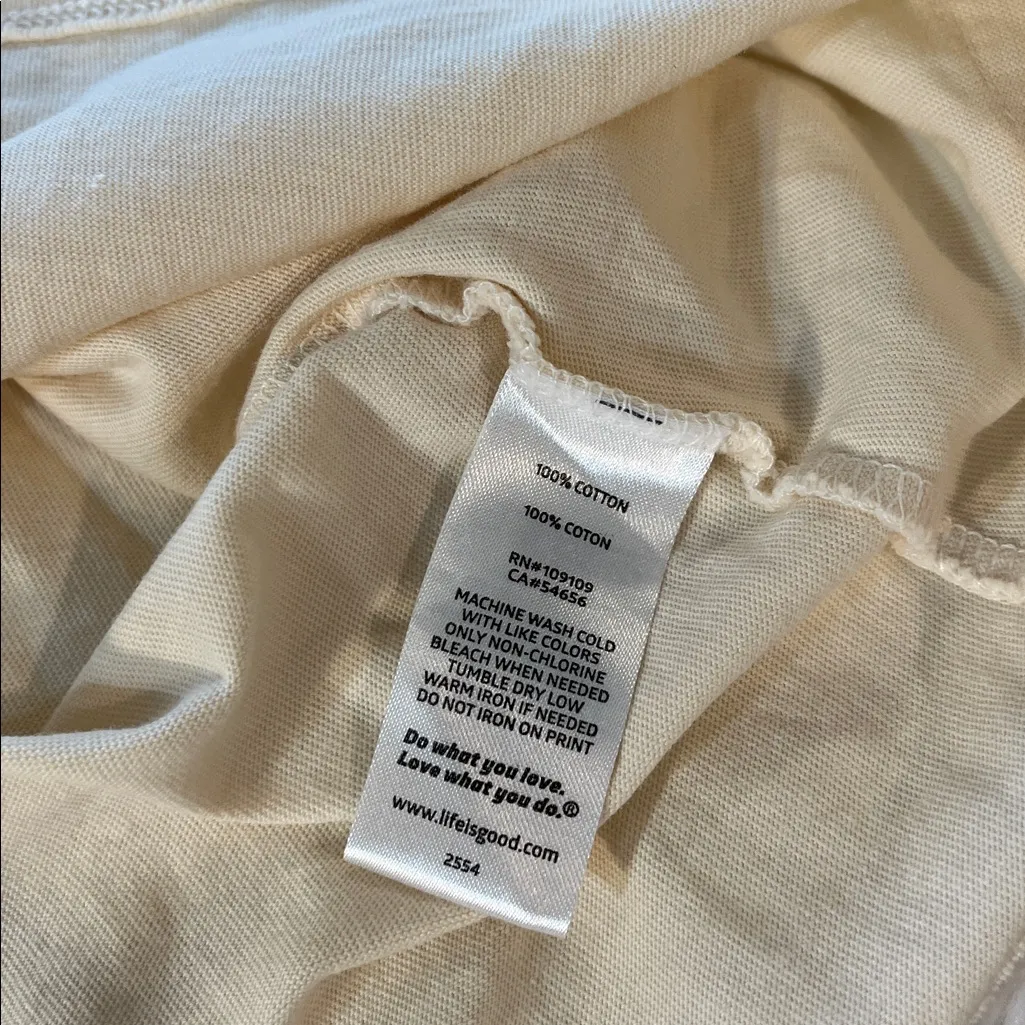 100% COTTON
100% COTON
RN#109109
CA#54656
MACHINE WASH COLD
WITH LIKE COLORS
ONLY NON-CHLORINE
BLEACH WHEN NEEDED
TUMBLE DRY LOW
WARM IRON IF NEEDED
DO NOT IRON ON PRINT
Do what you love.
Love what you do.®
www.lifeisgood.com
2554